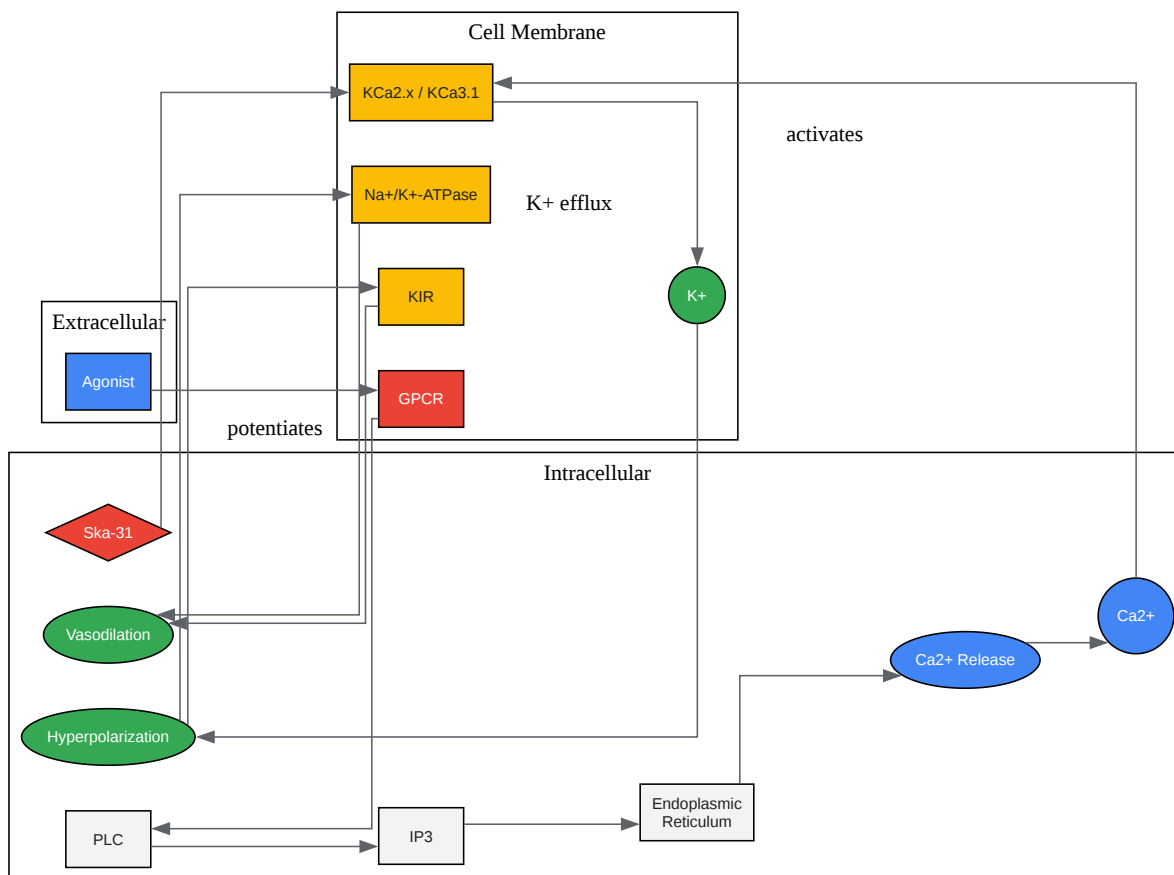 Cell Membrane
KCa2.x / KCa3.1
activates
Na+/K+-ATPase
K+ efflux
KIR
K+
Extracellular
Agonist
GPCR
potentiates
Intracellular
Ska-31
Vasodilation
Ca2+
Ca2+ Release
Hyperpolarization
Endoplasmic
Reticulum
PLC
IP3